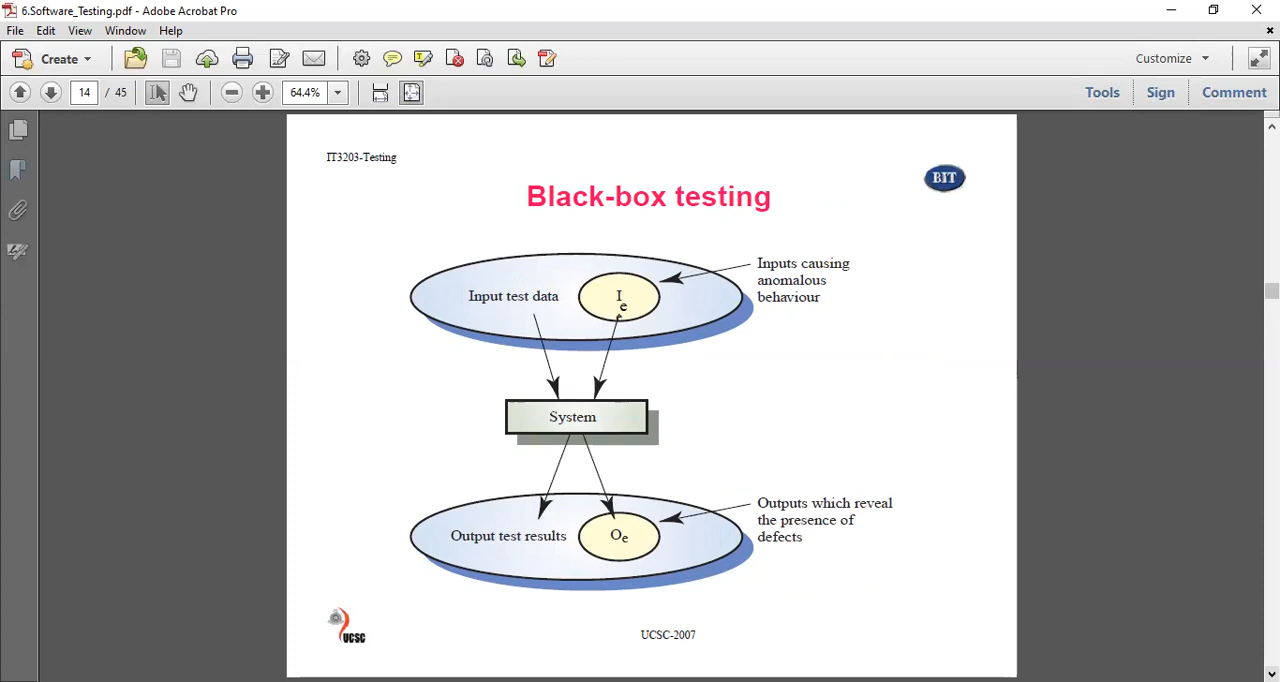 6.Software_Testing.pdf - Adobe Acrobat Pro
File Edit View Window Help
Create Customize
14 / 45 64.4% Tools Sign Comment
IT3203-Testing
BIT
Black-box testing
Inputs causing
anomalous
behaviour
Input test data
I
e
e
System
Outputs which reveal
the presence of
defects
Output test results
Oe
UCSC
UCSC-2007